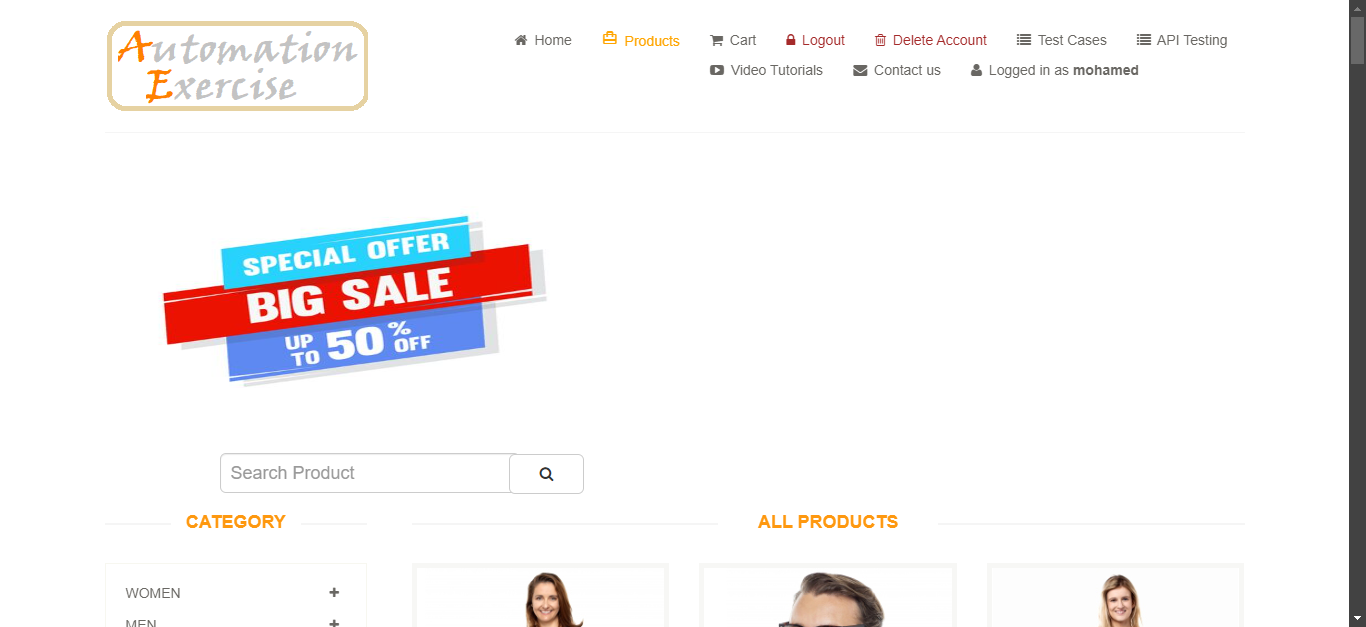 Automation
Exercise
Home Products Cart Logout Delete Account Test Cases API Testing
Video Tutorials Contact us Logged in as mohamed
SPECIAL OFFER
BIG SALE
UP TO 50% OFF
Search Product
CATEGORY
ALL PRODUCTS
WOMEN
MEN